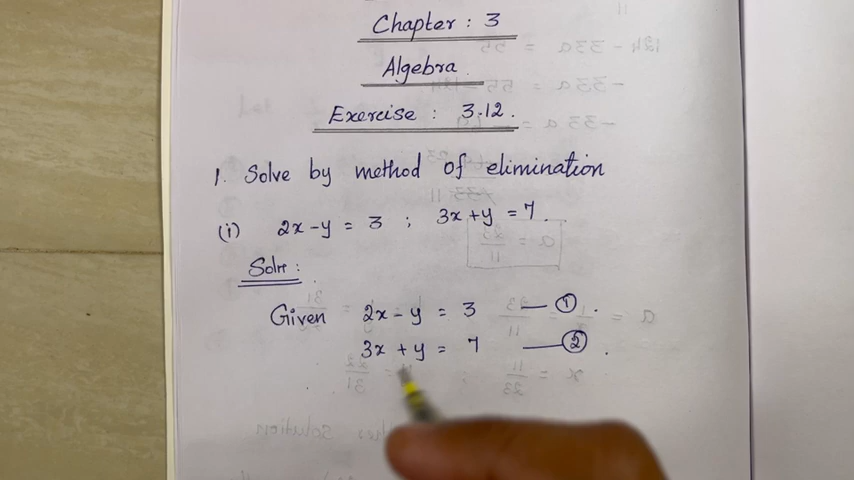 Chapter : 3
Algebra
Exercise : 3.12.
1. Solve by method of elimination
(i) 2x - y = 3 ; 3x + y = 7.
Soln :
Given 2x - y = 3 — ①.
3x + y = 7 — ②.